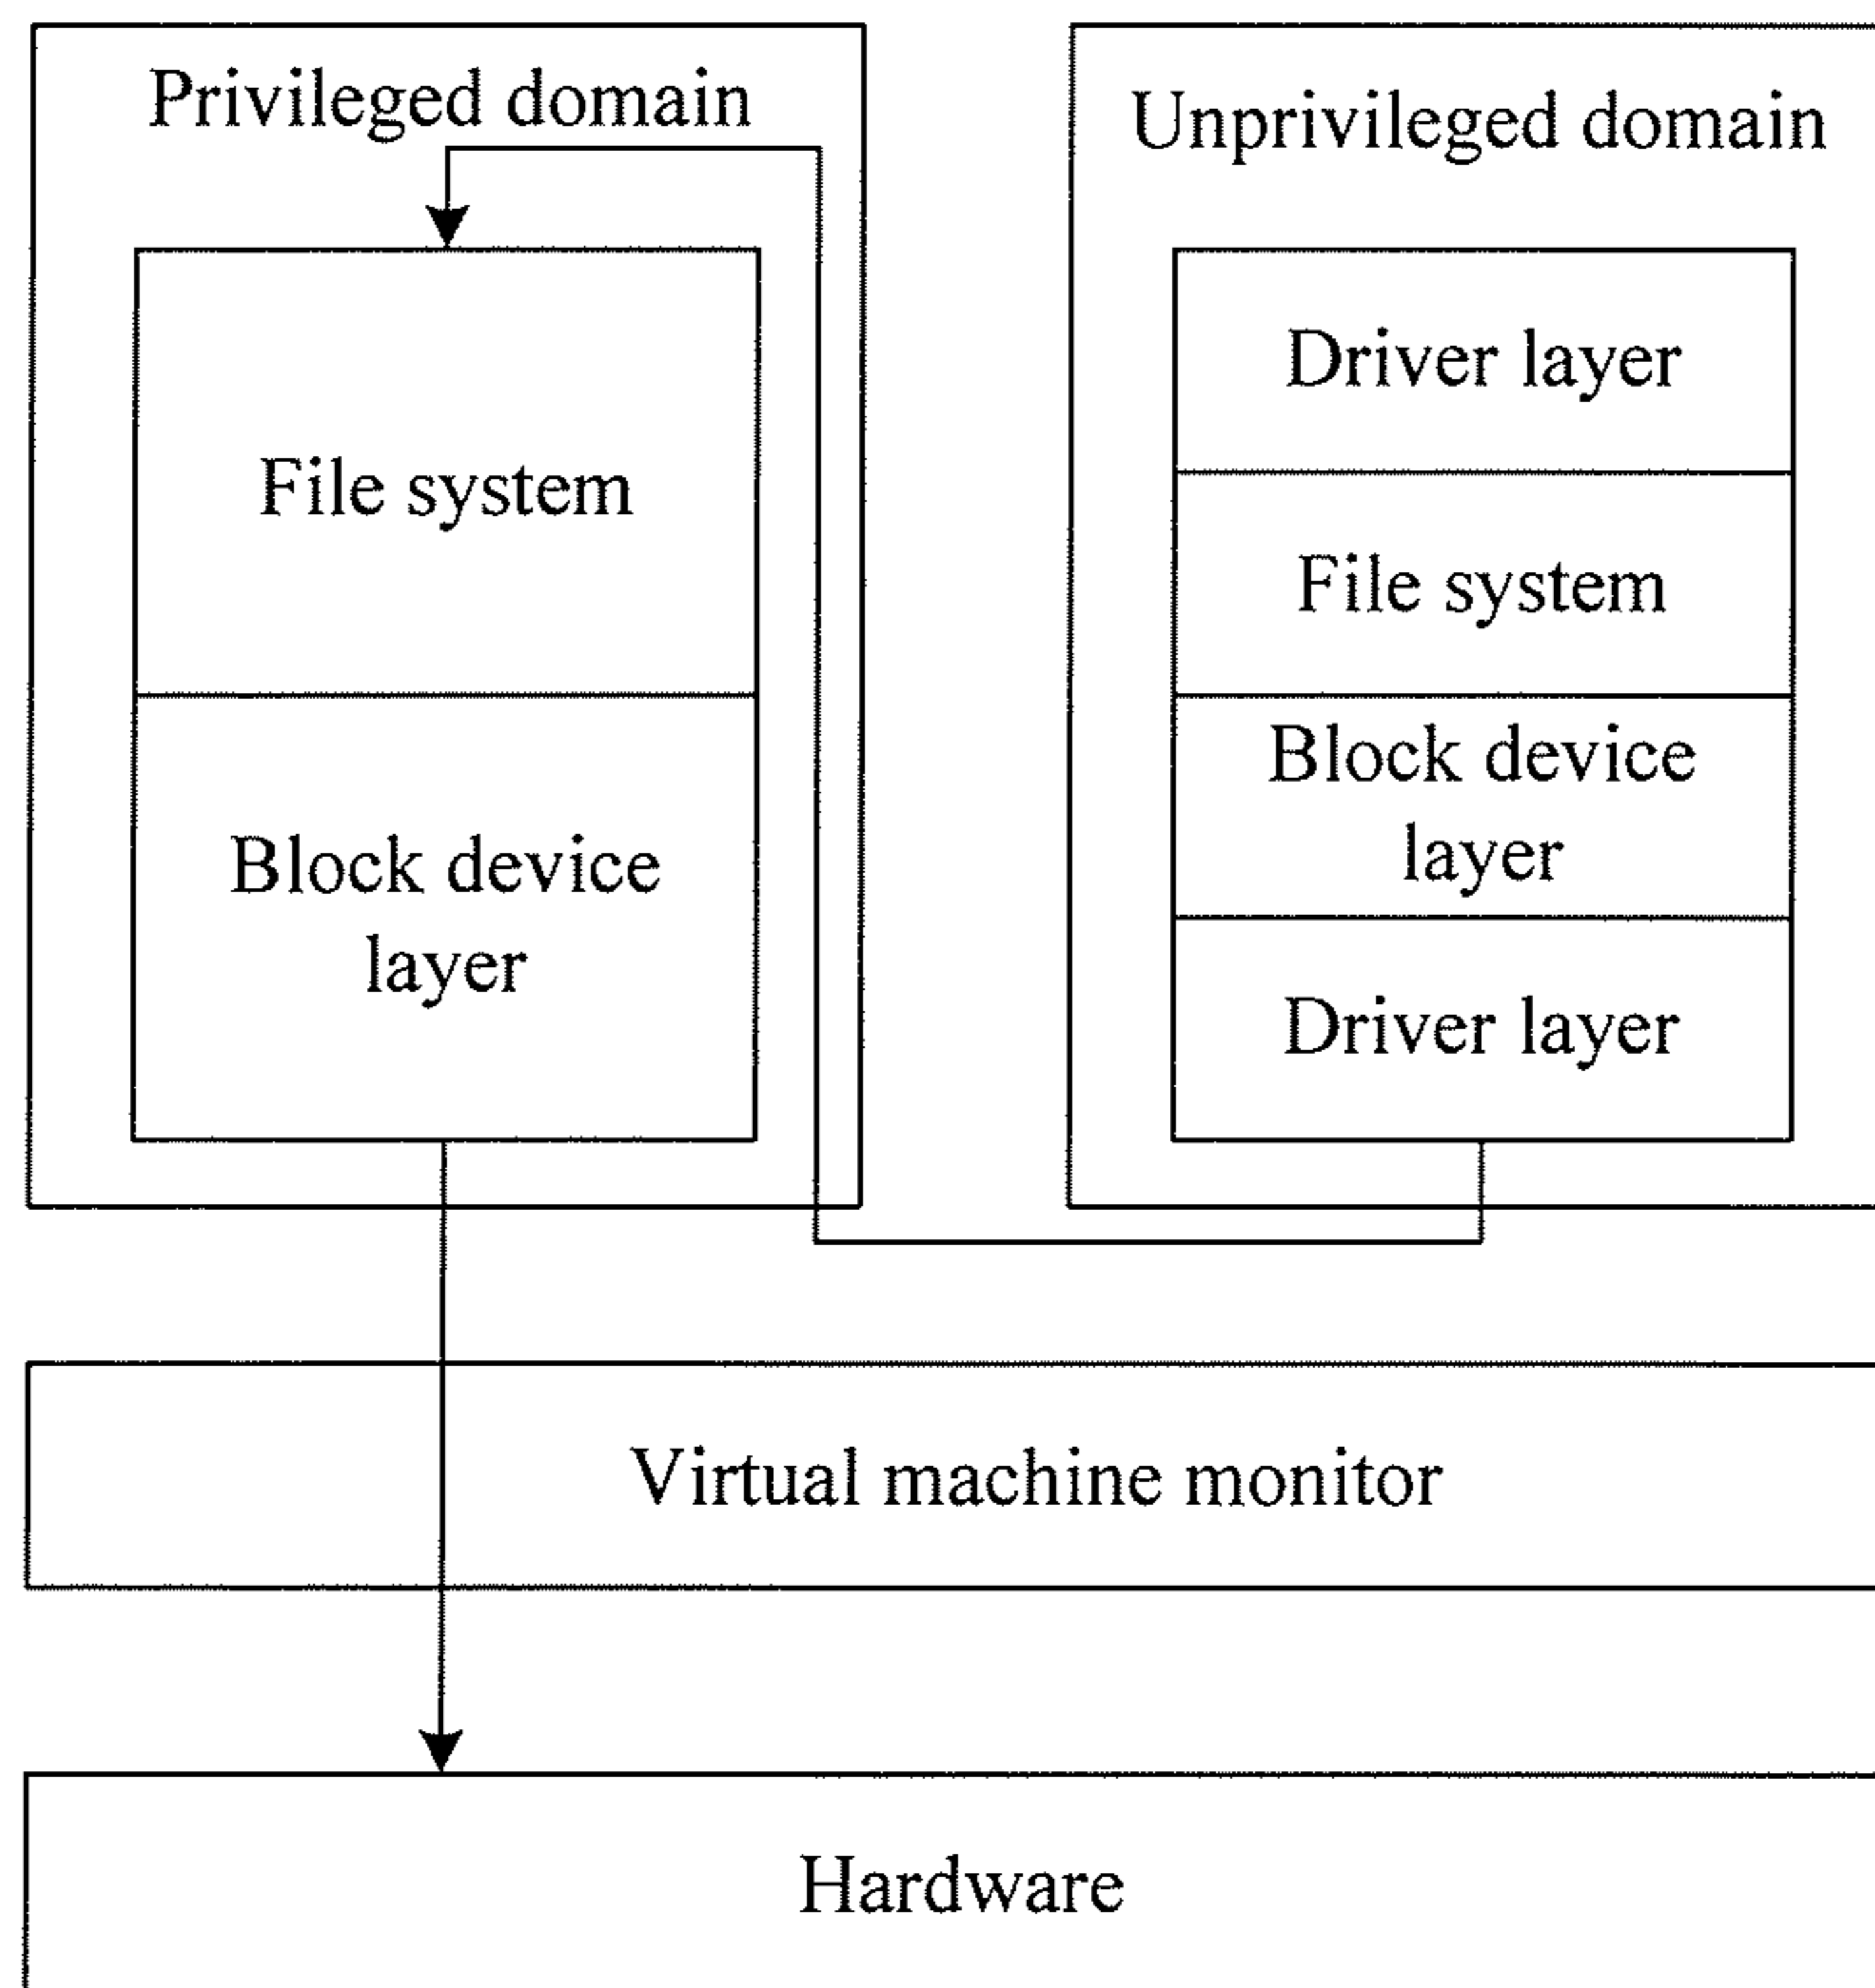 Privileged domain
File system
Block device
layer
Unprivileged domain
Driver layer
File system
Block device
layer
Driver layer
Virtual machine monitor
Hardware